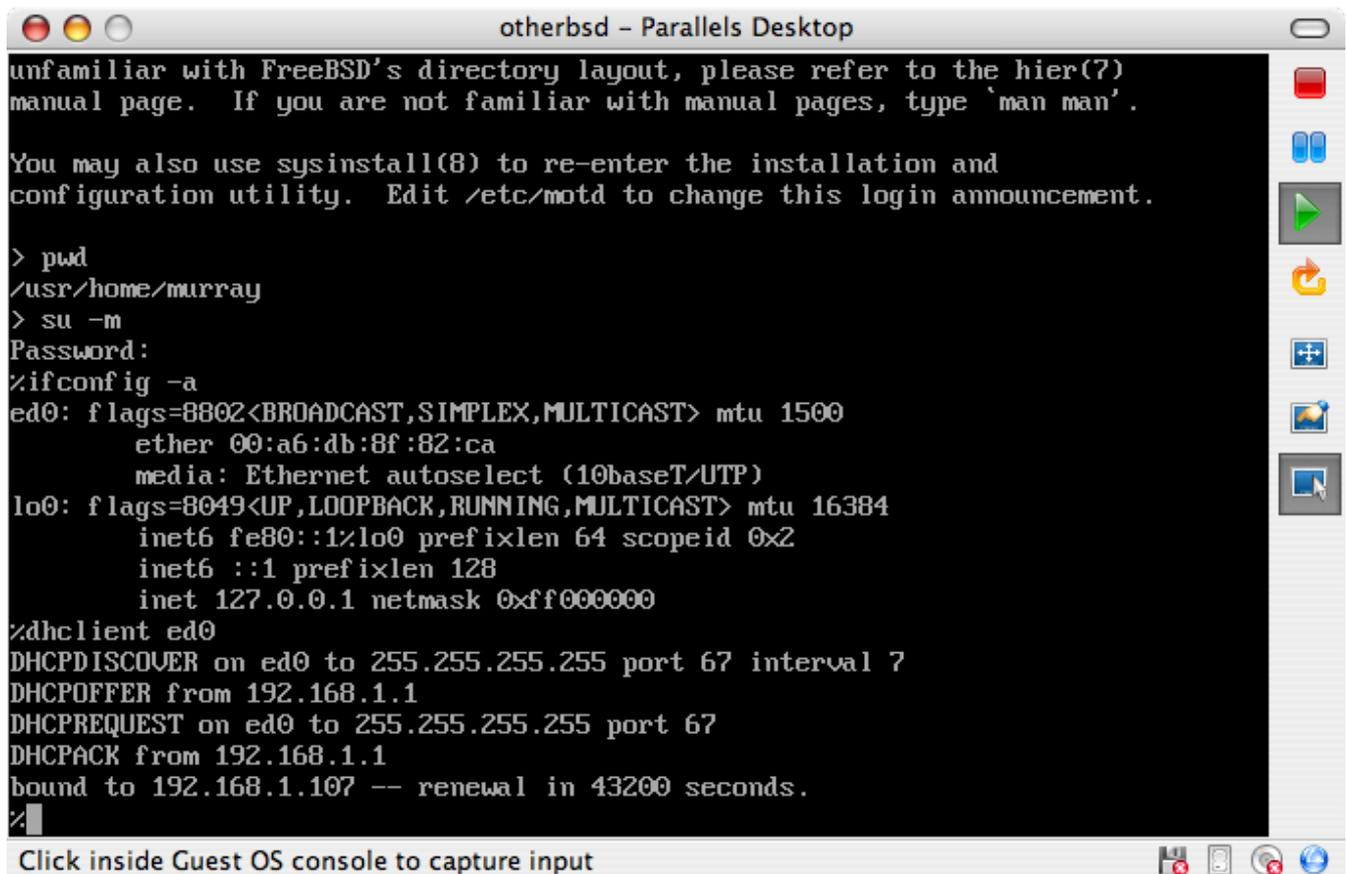 otherbsd – Parallels Desktop
unfamiliar with FreeBSD's directory layout, please refer to the hier(7)
manual page.  If you are not familiar with manual pages, type `man man'.
You may also use sysinstall(8) to re-enter the installation and
configuration utility.  Edit /etc/motd to change this login announcement.
> pwd
/usr/home/murray
> su -m
Password:
%ifconfig -a
ed0: flags=8802<BROADCAST,SIMPLEX,MULTICAST> mtu 1500
        ether 00:a6:db:8f:82:ca
        media: Ethernet autoselect (10baseT/UTP)
lo0: flags=8049<UP,LOOPBACK,RUNNING,MULTICAST> mtu 16384
        inet6 fe80::1%lo0 prefixlen 64 scopeid 0x2
        inet6 ::1 prefixlen 128
        inet 127.0.0.1 netmask 0xff000000
%dhclient ed0
DHCPDISCOVER on ed0 to 255.255.255.255 port 67 interval 7
DHCPOFFER from 192.168.1.1
DHCPREQUEST on ed0 to 255.255.255.255 port 67
DHCPACK from 192.168.1.1
bound to 192.168.1.107 -- renewal in 43200 seconds.
%
Click inside Guest OS console to capture input